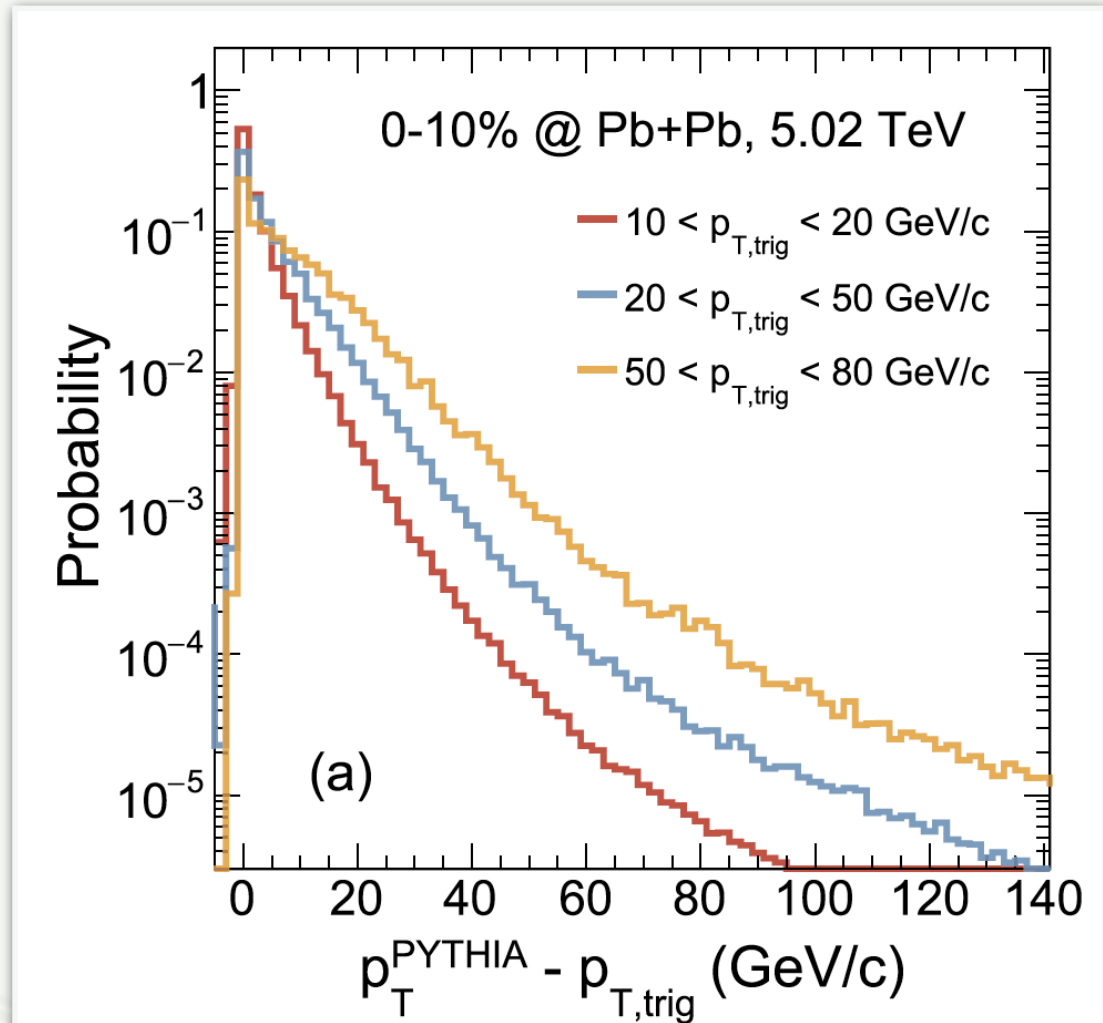 0-10% @ Pb+Pb, 5.02 TeV
10 < p_T,trig < 20 GeV/c
20 < p_T,trig < 50 GeV/c
50 < p_T,trig < 80 GeV/c
(a)
Probability
1
10⁻¹
10⁻²
10⁻³
10⁻⁴
10⁻⁵
0 20 40 60 80 100 120 140
p_T^PYTHIA - p_T,trig (GeV/c)